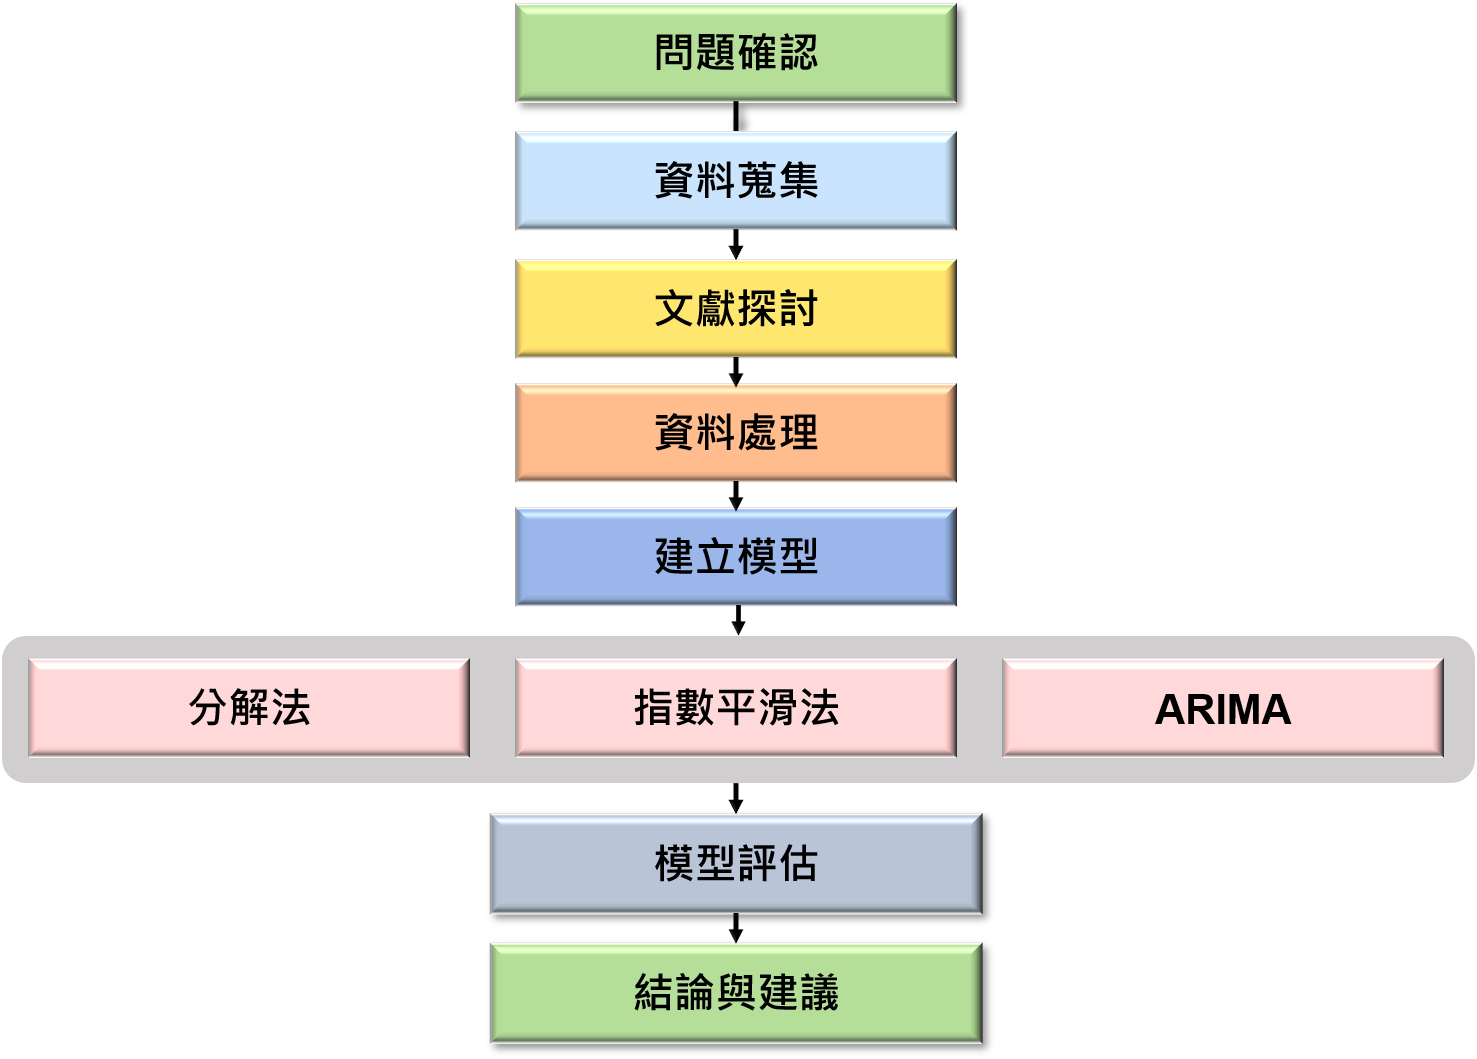 問題確認
資料蒐集
文獻探討
資料處理
建立模型
分解法
指數平滑法
ARIMA
模型評估
結論與建議